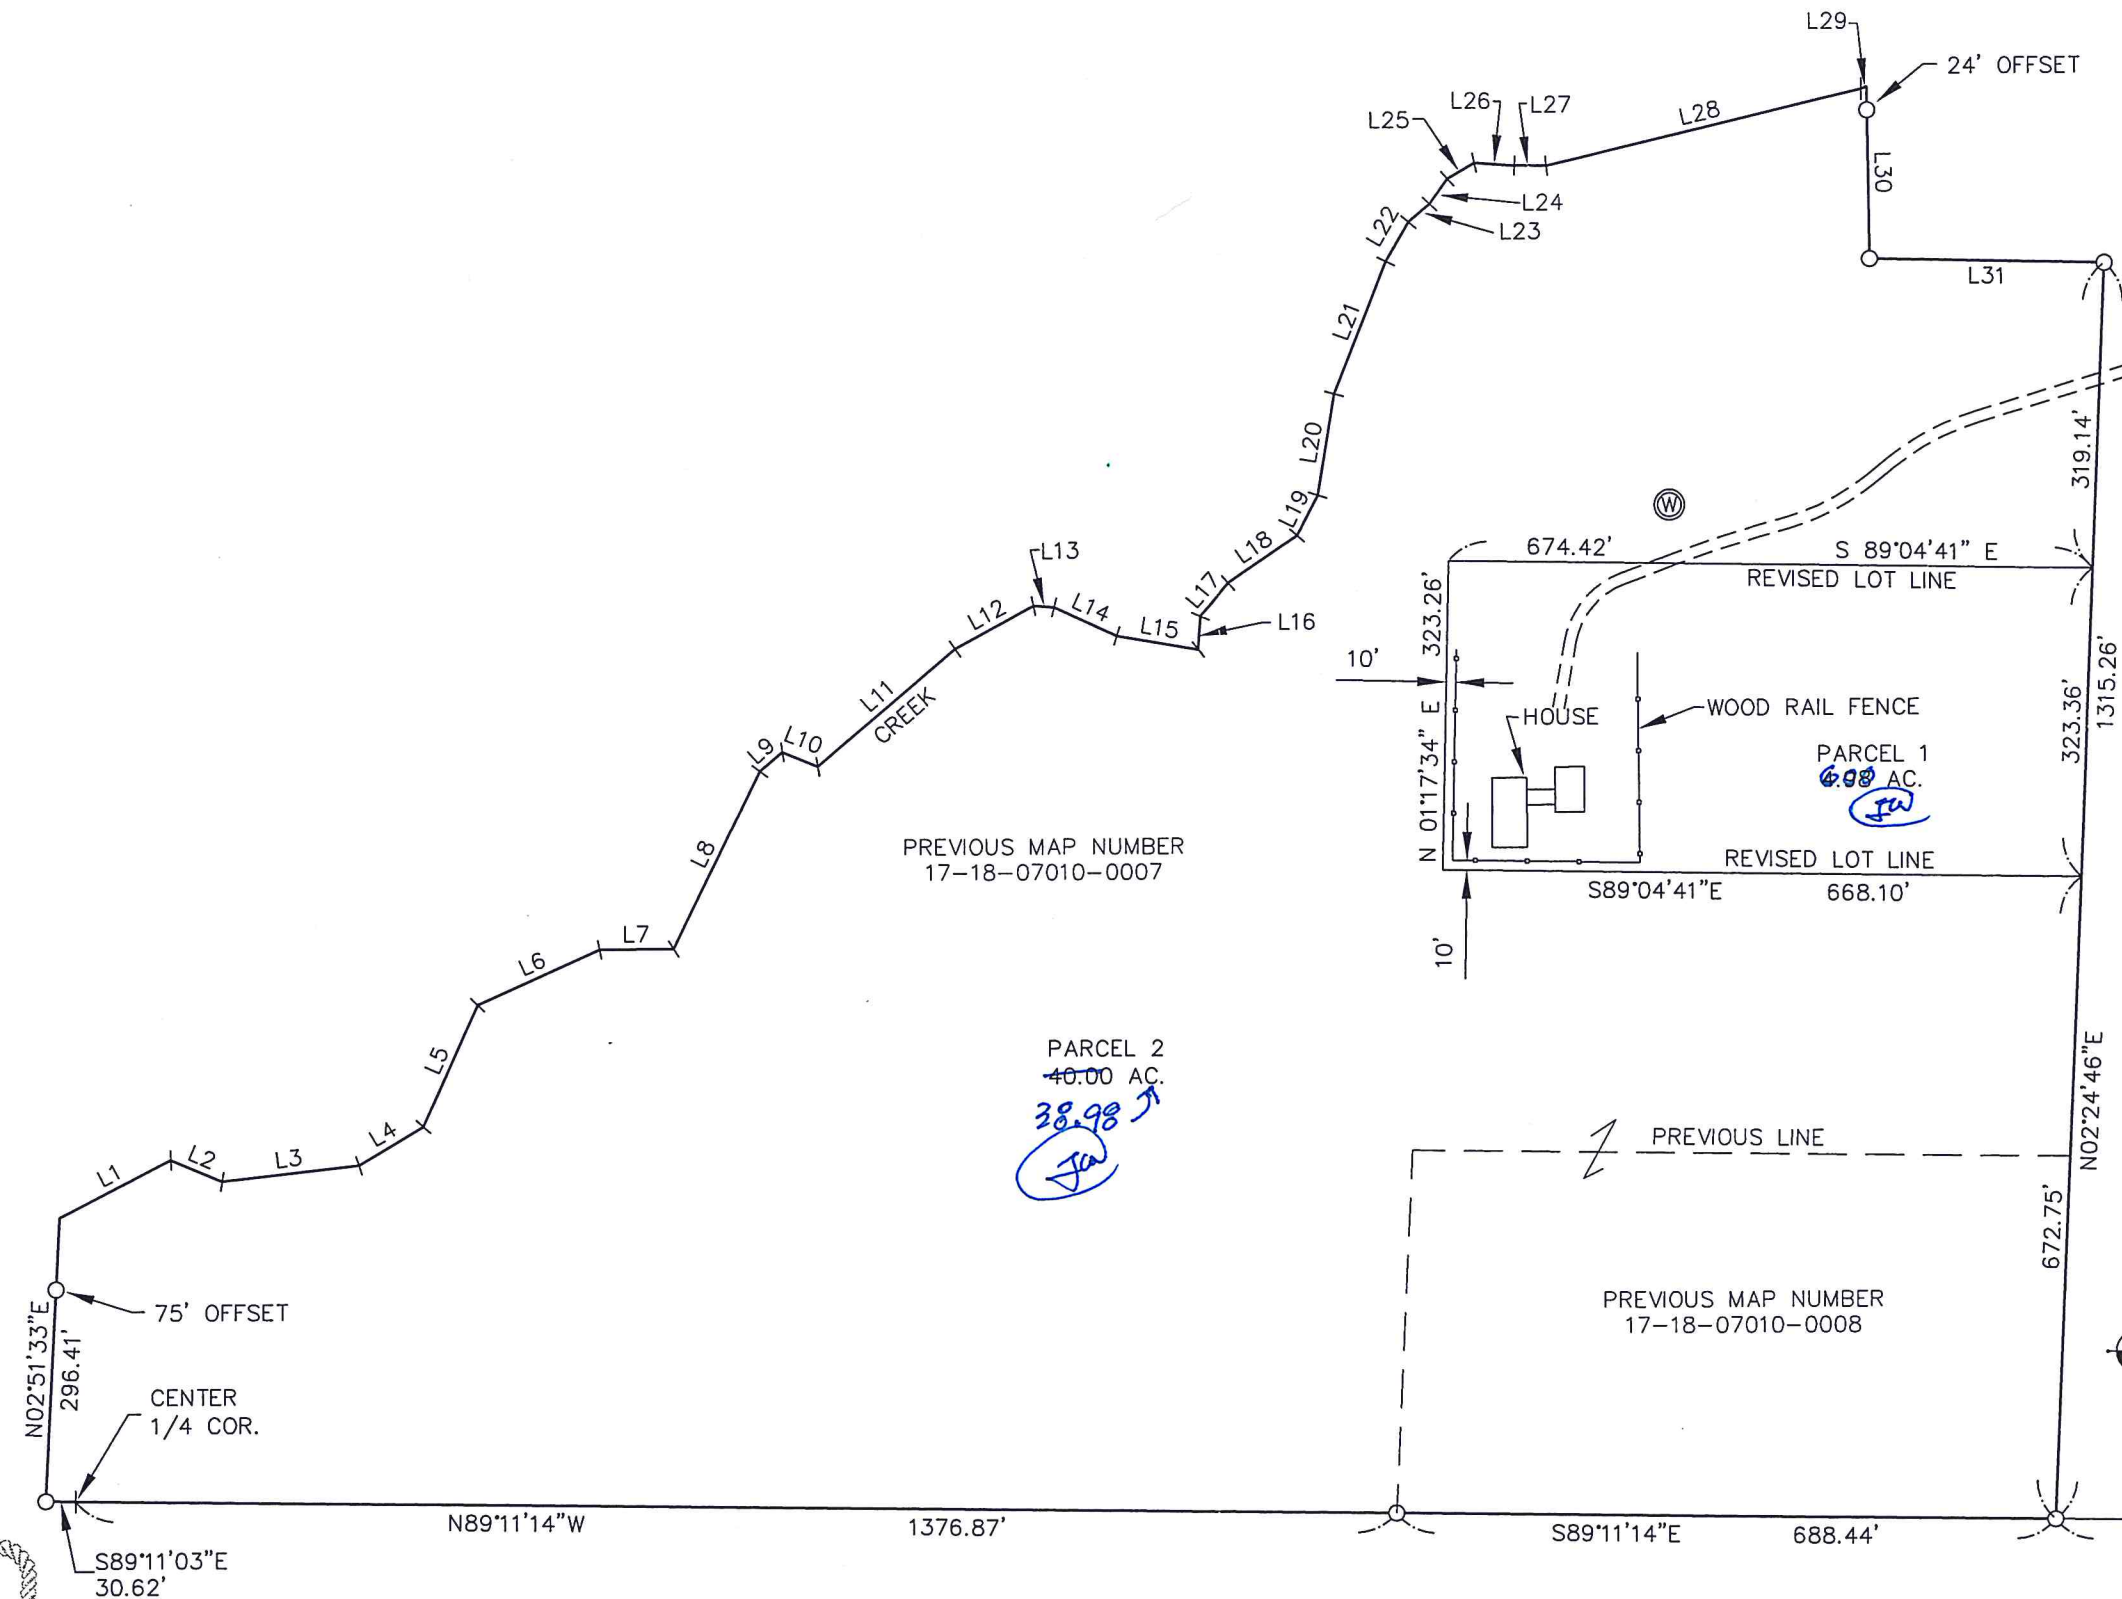 L29
24' OFFSET
L26
L27
L28
L25
L30
L24
L23
L22
L31
L21
319.14'
L20
L19
W
L18
674.42'
S 89°04'41" E
REVISED LOT LINE
L13
L17
L12
L14
L15
L16
323.26'
N 01°17'34" E
10'
HOUSE
WOOD RAIL FENCE
PARCEL 1
AC.
JW
323.36'
1315.26'
L11
CREEK
L9
L10
L8
PREVIOUS MAP NUMBER
17-18-07010-0007
REVISED LOT LINE
S89°04'41"E
668.10'
10'
L7
L6
L5
PARCEL 2
40.00 AC.
38.98
JW
N02°24'46"E
PREVIOUS LINE
L4
L3
L2
L1
672.75'
PREVIOUS MAP NUMBER
17-18-07010-0008
75' OFFSET
N02°51'33"E
296.41'
CENTER
1/4 COR.
N89°11'14"W
1376.87'
S89°11'14"E
688.44'
S89°11'03"E
30.62'